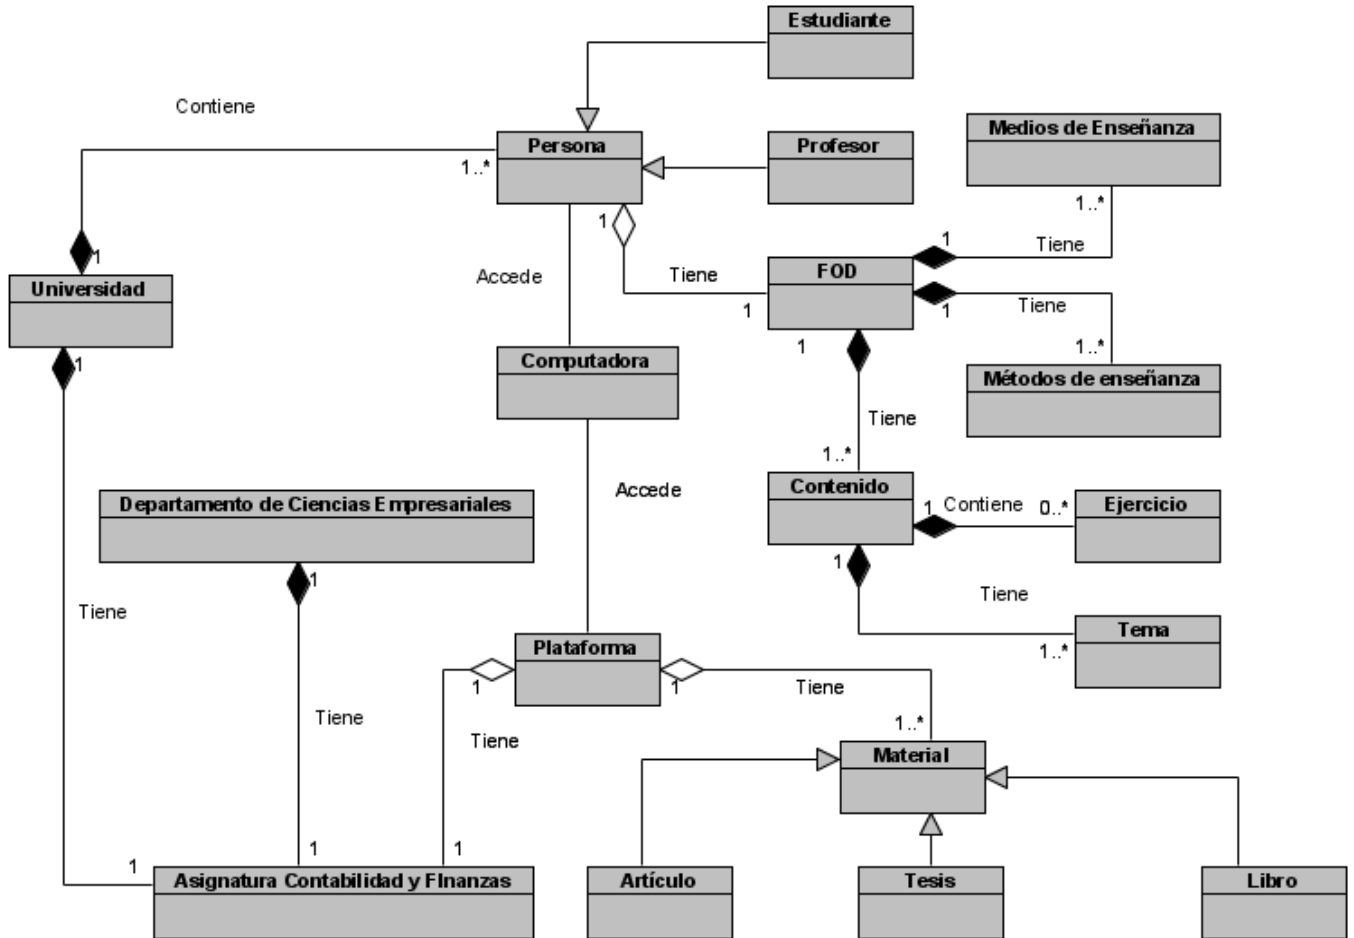 Estudiante
Contiene
Persona
Profesor
Medios de Enseñanza
1..*
1..*
1
1
Tiene
1
Accede
Tiene
FOD
Universidad
1
Tiene
1
1
1..*
1
Computadora
Métodos de enseñanza
Tiene
1..*
Accede
Contenido
1
Contiene
0..*
Ejercicio
Departamento de Ciencias Empresariales
1
1
Tiene
Tiene
Tema
1..*
Plataforma
1
1
Tiene
Tiene
Tiene
1..*
Material
1
1
1
Asignatura Contabilidad y FInanzas
Artículo
Tesis
Libro